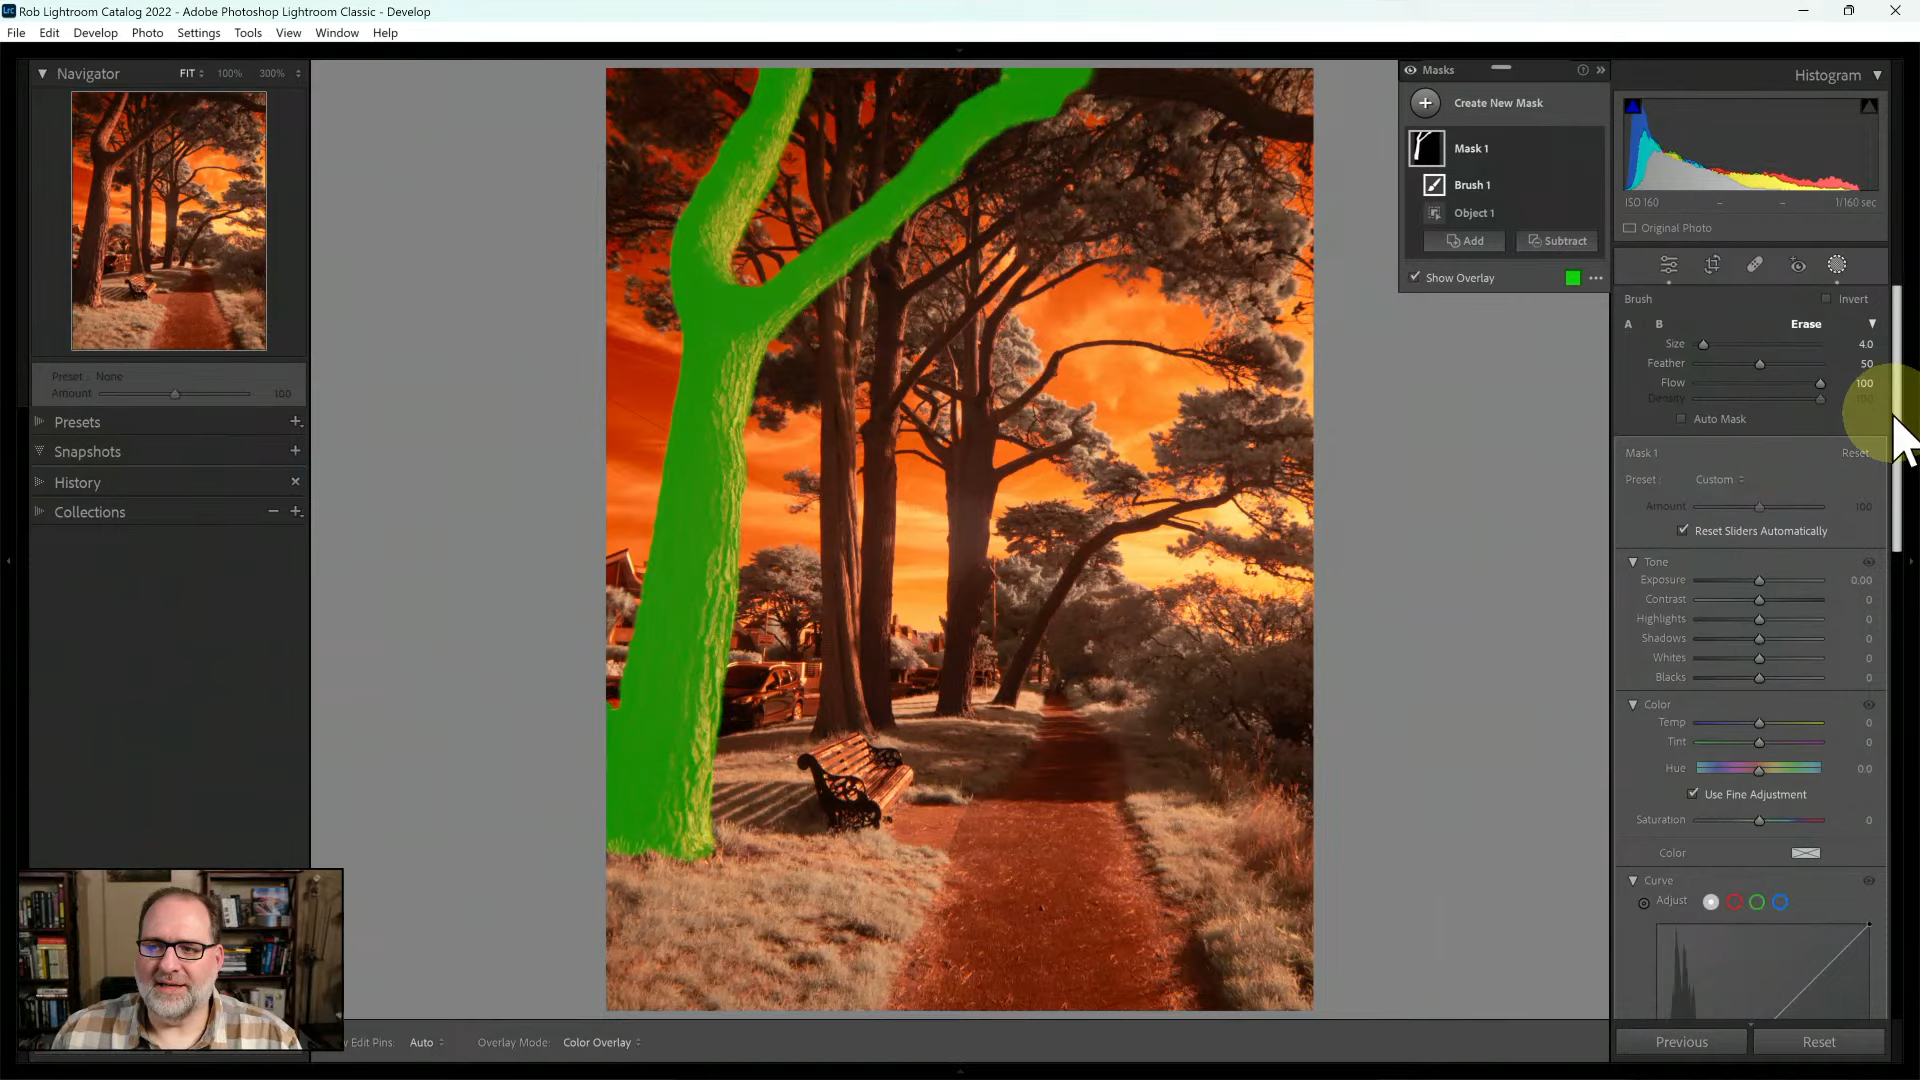 Rob Lightroom Catalog 2022 - Adobe Photoshop Lightroom Classic - Develop
File Edit Develop Photo Settings Tools View Window Help
Navigator FIT 100% 300%
Preset: None
Amount 100
Presets
Snapshots
History
Collections
Masks
Create New Mask
Mask 1
Brush 1
Object 1
Add Subtract
Show Overlay
Histogram
ISO 160 – – 1/160 sec
Original Photo
Brush Invert
A B Erase
Size 4.0
Feather 50
Flow 100
Density 100
Auto Mask
Mask 1 Reset
Preset: Custom
Amount 100
Reset Sliders Automatically
Tone
Exposure 0.00
Contrast 0
Highlights 0
Shadows 0
Whites 0
Blacks 0
Color
Temp 0
Tint 0
Hue 0.0
Use Fine Adjustment
Saturation 0
Color
Curve
Adjust
Edit Pins: Auto Overlay Mode: Color Overlay
Previous Reset